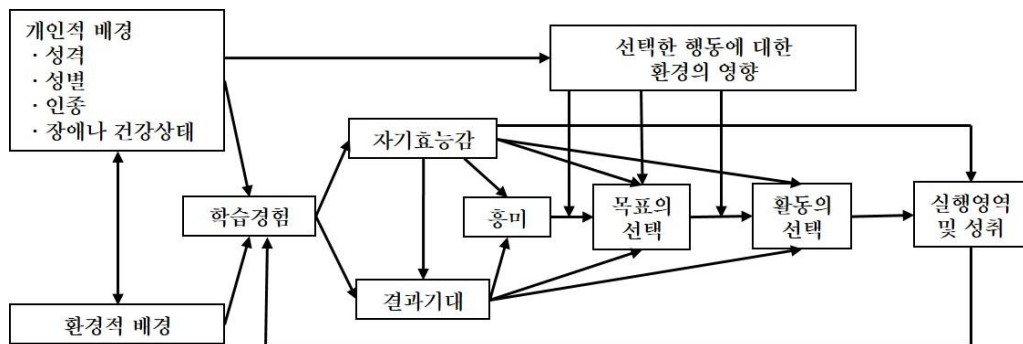 개인적 배경
· 성격
· 성별
· 인종
· 장애나 건강상태
선택한 행동에 대한
환경의 영향
자기효능감
학습경험
흥미
목표의
선택
활동의
선택
실행영역
및 성취
결과기대
환경적 배경